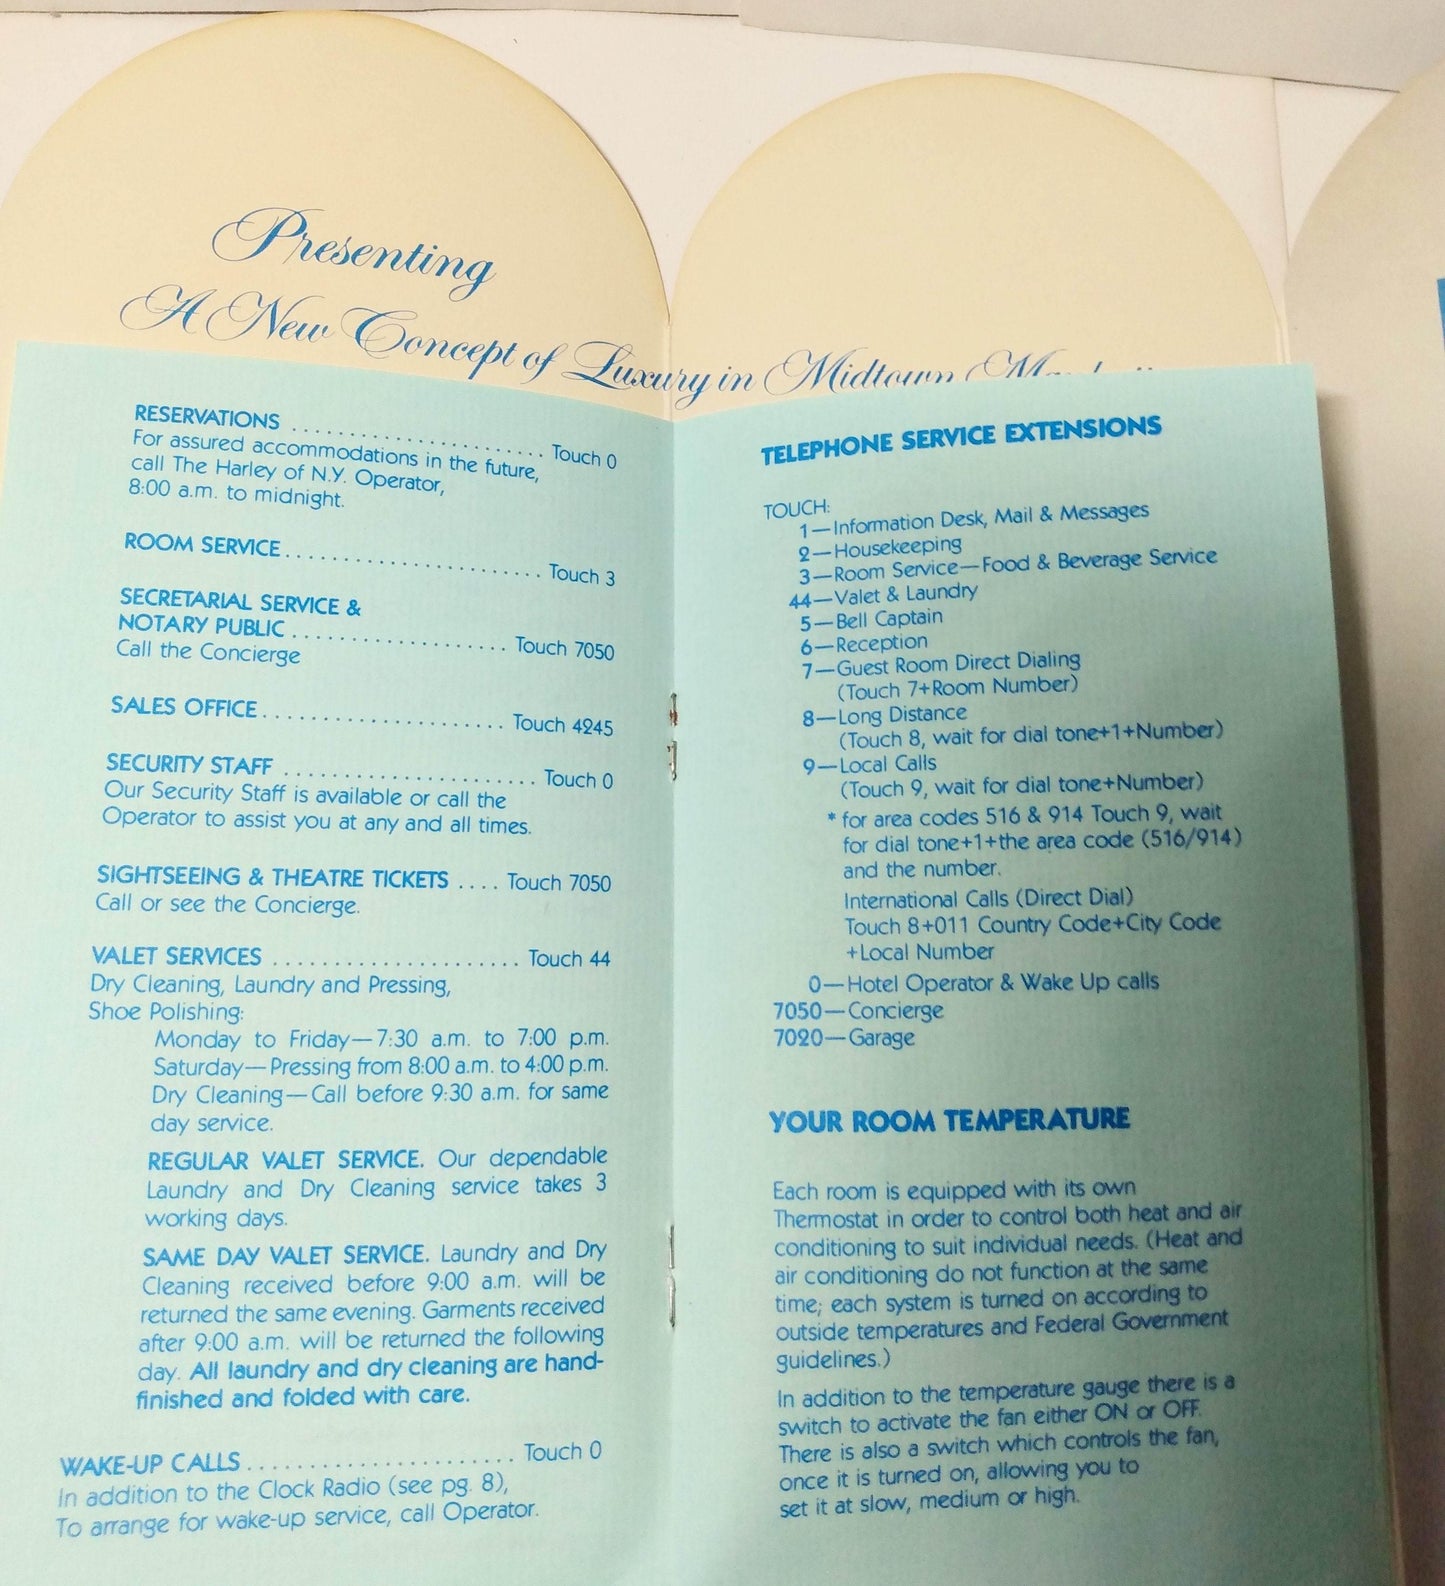 Presenting
A New Concept of Luxury in Midtown
RESERVATIONS ...................... Touch 0
For assured accommodations in the future,
call The Harley of N.Y. Operator,
8:00 a.m. to midnight.
ROOM SERVICE...................... Touch 3
SECRETARIAL SERVICE &
NOTARY PUBLIC .................. Touch 7050
Call the Concierge
SALES OFFICE.................... Touch 4245
SECURITY STAFF ..................... Touch 0
Our Security Staff is available or call the
Operator to assist you at any and all times.
SIGHTSEEING & THEATRE TICKETS .... Touch 7050
Call or see the Concierge.
VALET SERVICES .................... Touch 44
Dry Cleaning, Laundry and Pressing,
Shoe Polishing:
Monday to Friday—7:30 a.m. to 7:00 p.m.
Saturday—Pressing from 8:00 a.m. to 4:00 p.m.
Dry Cleaning—Call before 9:30 a.m. for same
day service.
REGULAR VALET SERVICE. Our dependable
Laundry and Dry Cleaning service takes 3
working days.
SAME DAY VALET SERVICE. Laundry and Dry
Cleaning received before 9:00 a.m. will be
returned the same evening. Garments received
after 9:00 a.m. will be returned the following
day. All laundry and dry cleaning are hand-
finished and folded with care.
WAKE-UP CALLS ...................... Touch 0
In addition to the Clock Radio (see pg. 8),
To arrange for wake-up service, call Operator.
TELEPHONE SERVICE EXTENSIONS
TOUCH:
1—Information Desk, Mail & Messages
2—Housekeeping
3—Room Service—Food & Beverage Service
44—Valet & Laundry
5—Bell Captain
6—Reception
7—Guest Room Direct Dialing
(Touch 7+Room Number)
8—Long Distance
(Touch 8, wait for dial tone+1+Number)
9—Local Calls
(Touch 9, wait for dial tone+Number)
* for area codes 516 & 914 Touch 9, wait
for dial tone+1+the area code (516/914)
and the number.
International Calls (Direct Dial)
Touch 8+011 Country Code+City Code
+Local Number
0—Hotel Operator & Wake Up calls
7050—Concierge
7020—Garage
YOUR ROOM TEMPERATURE
Each room is equipped with its own
Thermostat in order to control both heat and air
conditioning to suit individual needs. (Heat and
air conditioning do not function at the same
time; each system is turned on according to
outside temperatures and Federal Government
guidelines.)
In addition to the temperature gauge there is a
switch to activate the fan either ON or OFF.
There is also a switch which controls the fan,
once it is turned on, allowing you to
set it at slow, medium or high.